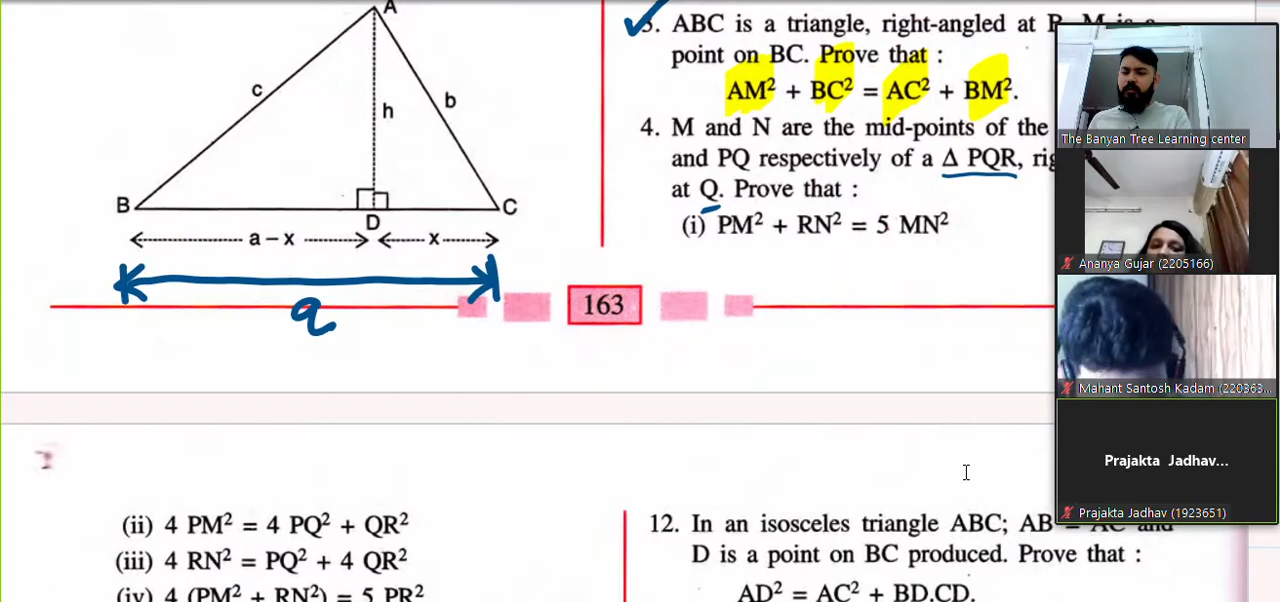 A
c
h
b
B
D
C
a – x
x
a
3. ABC is a triangle, right-angled at B. M is a
point on BC. Prove that :
AM² + BC² = AC² + BM².
4. M and N are the mid-points of the
and PQ respectively of a Δ PQR,
at Q. Prove that :
(i) PM² + RN² = 5 MN²
163
(ii) 4 PM² = 4 PQ² + QR²
(iii) 4 RN² = PQ² + 4 QR²
(iv) 4 (PM² + RN²) = 5 PR²
12. In an isosceles triangle ABC; AB = AC and
D is a point on BC produced. Prove that :
AD² = AC² + BD.CD.
The Banyan Tree Learning center
Ananya Gujar (2205166)
Mahant Santosh Kadam (220363...
Prajakta Jadhav...
Prajakta Jadhav (1923651)